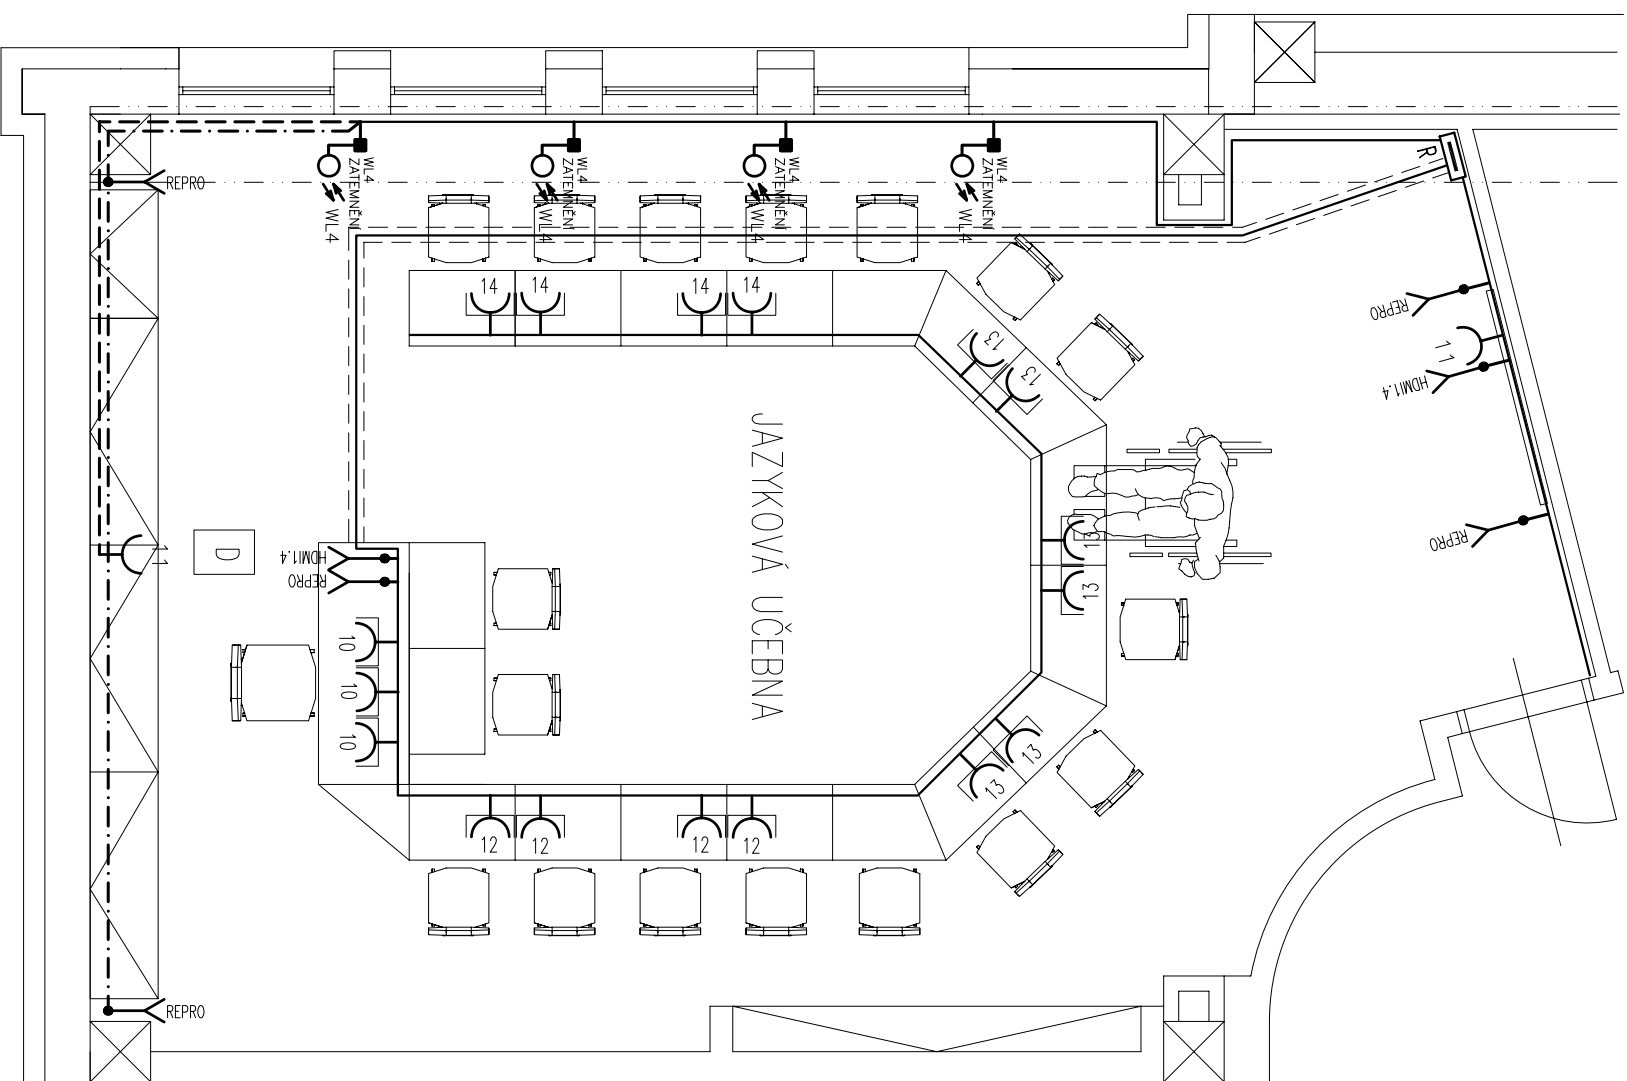 WL4
ZATEMNĚNÍ
WL4
WL4
ZATEMNĚNÍ
WL4
WL4
ZATEMNĚNÍ
WL4
WL4
ZATEMNĚNÍ
WL4
R
REPRO
14
14
14
14
REPRO
11
HDMI1.4
REPRO
13
13
13
13
13
13
JAZYKOVÁ UČEBNA
11
D
HDMI1.4
REPRO
10
10
10
12
12
12
12
REPRO